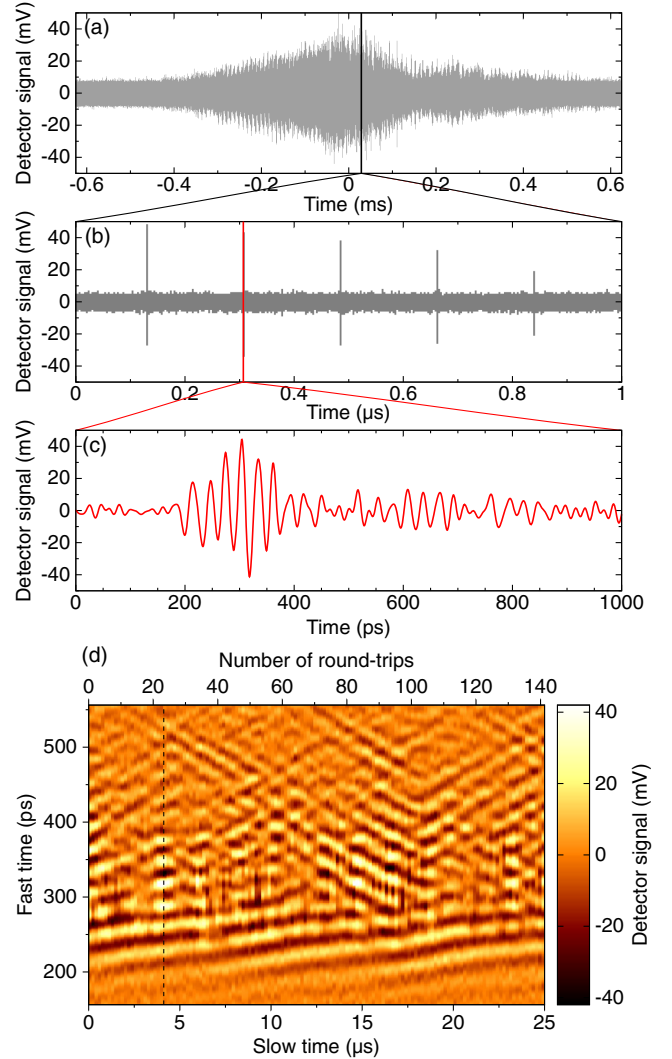 (a)
Detector signal (mV)
40
20
0
-20
-40
-0.6 -0.4 -0.2 0 0.2 0.4 0.6
Time (ms)
(b)
Detector signal (mV)
40
20
0
-20
-40
0 0.2 0.4 0.6 0.8 1
Time (µs)
(c)
Detector signal (mV)
40
20
0
-20
-40
0 200 400 600 800 1000
Time (ps)
(d)
Number of round-trips
0 20 40 60 80 100 120 140
Fast time (ps)
500
400
300
200
0 5 10 15 20 25
Slow time (µs)
40
20
0
-20
-40
Detector signal (mV)